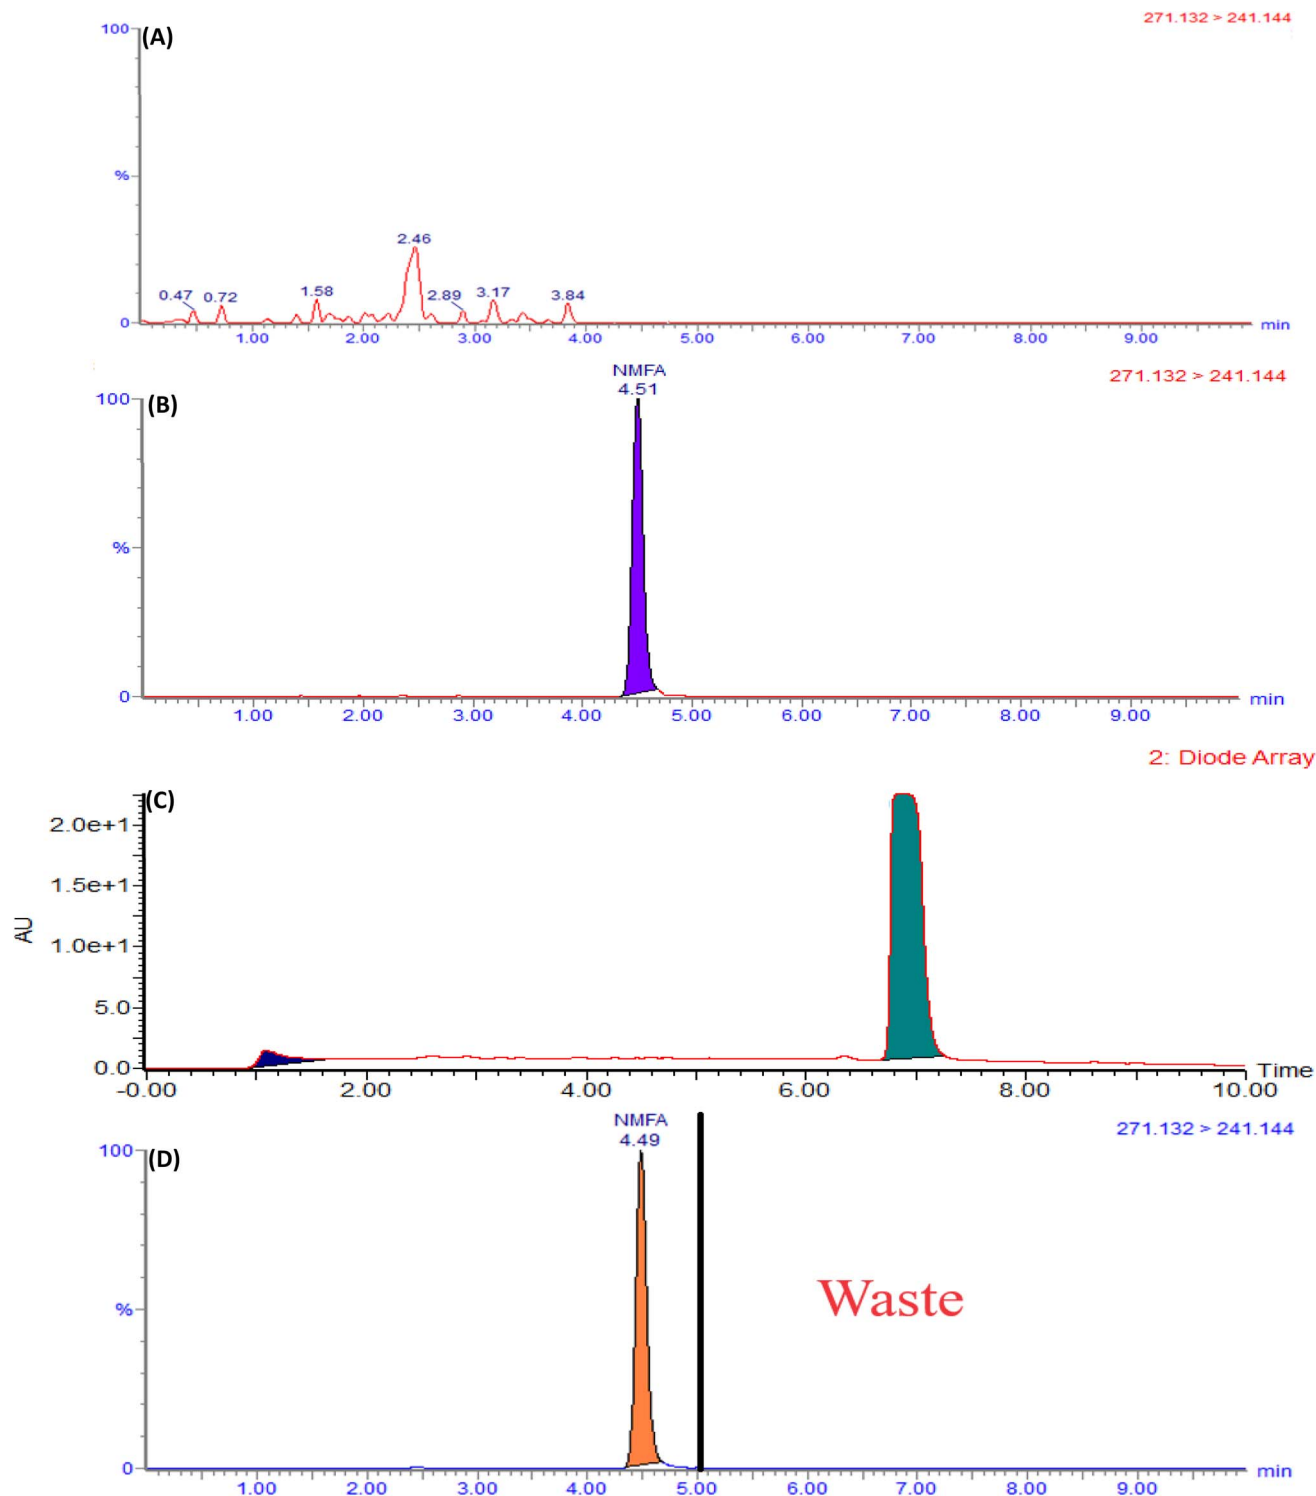 271.132 > 241.144
100
(A)
%
2.46
0.47
0.72
1.58
2.89
3.17
3.84
0
1.00
2.00
3.00
4.00
5.00
6.00
7.00
8.00
9.00
min
NMFA
4.51
271.132 > 241.144
100
(B)
%
0
1.00
2.00
3.00
4.00
5.00
6.00
7.00
8.00
9.00
min
2: Diode Array
(C)
2.0e+1
1.5e+1
AU
1.0e+1
5.0
0.0
-0.00
2.00
4.00
6.00
8.00
10.00
Time
NMFA
4.49
271.132 > 241.144
100
(D)
%
Waste
0
1.00
2.00
3.00
4.00
5.00
6.00
7.00
8.00
9.00
min